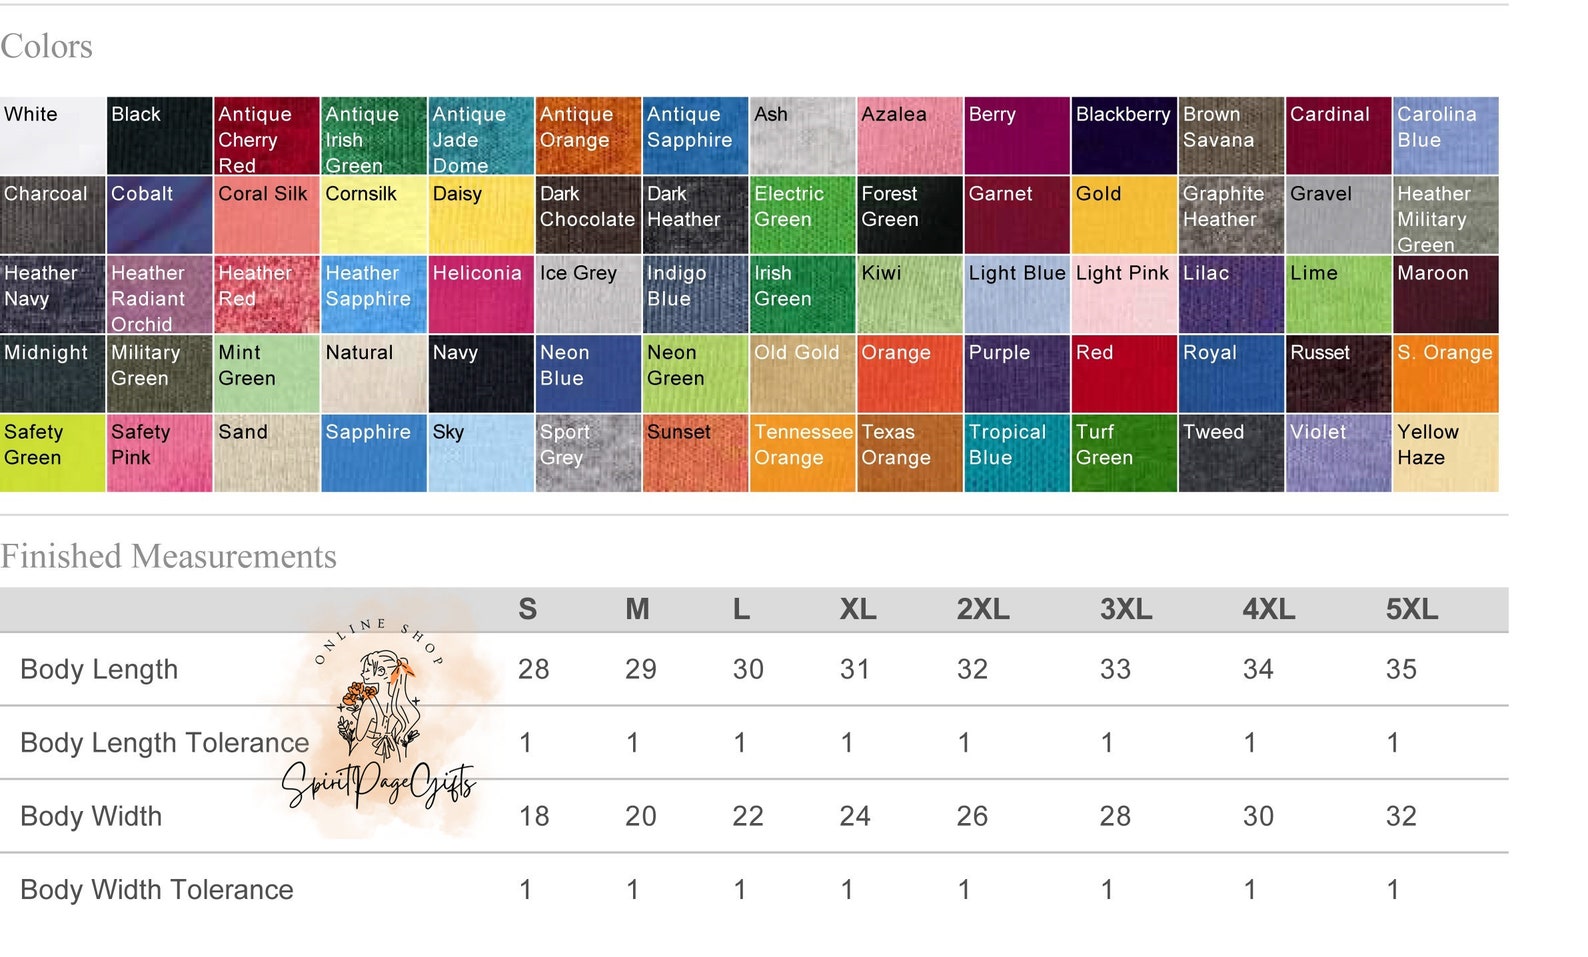 Colors
White Black Antique Antique Antique Antique Antique Ash Azalea Berry Blackberry Brown Cardinal Carolina
Cherry Irish Jade Orange Sapphire Savana Blue
Red Green Dome
Charcoal Cobalt Coral Silk Cornsilk Daisy Dark Dark Electric Forest Garnet Gold Graphite Gravel Heather
Chocolate Heather Green Green Heather Military
Green
Heather Heather Heather Heather Heliconia Ice Grey Indigo Irish Kiwi Light Blue Light Pink Lilac Lime Maroon
Navy Radiant Red Sapphire Blue Green
Orchid
Midnight Military Mint Natural Navy Neon Neon Old Gold Orange Purple Red Royal Russet S. Orange
Green Green Blue Green
Safety Safety Sand Sapphire Sky Sport Sunset Tennessee Texas Tropical Turf Tweed Violet Yellow
Green Pink Grey Orange Orange Blue Green Haze
Finished Measurements
S M L XL 2XL 3XL 4XL 5XL
ONLINE SHOP
Body Length 28 29 30 31 32 33 34 35
Body Length Tolerance 1 1 1 1 1 1 1 1
SpiritPageGifts
Body Width 18 20 22 24 26 28 30 32
Body Width Tolerance 1 1 1 1 1 1 1 1